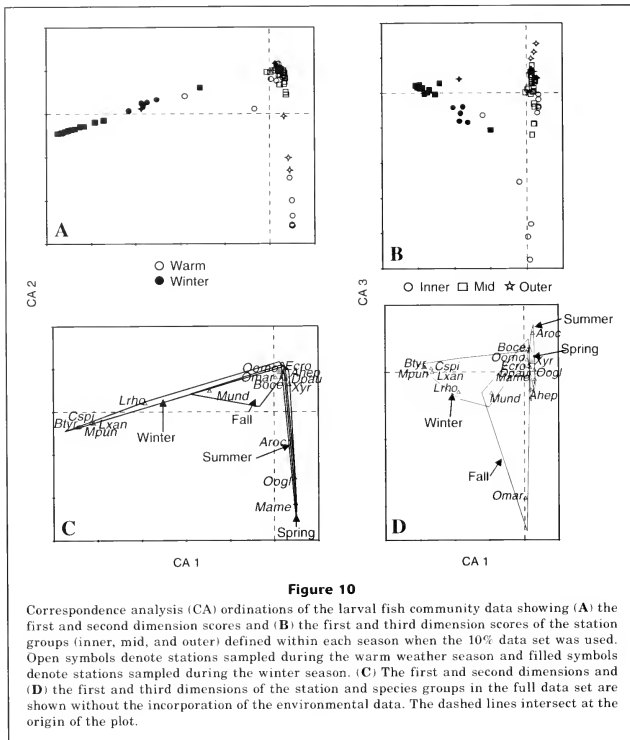 A
B
CA 2
CA 3
○ Warm
● Winter
○ Inner □ Mid ☆ Outer
Lrho
Cspi
Btyr
Lxan
Mpun
Winter
Mund
Oomo
Ecro
Omar
Ahep
Dpau
Boce
Xyr
Fall
Aroc
Summer
Oogl
Mame
Spring
C
CA 1
Summer
Aroc
Boce
Spring
Oomo
Xyr
Btys
Cspi
Ecro
Mpun
Lxan
Dpau
Oogl
Mame
Lrho
Mund
Ahep
Winter
Fall
Omar
D
CA 1
Figure 10
Correspondence analysis (CA) ordinations of the larval fish community data showing (A) the
first and second dimension scores and (B) the first and third dimension scores of the station
groups (inner, mid, and outer) defined within each season when the 10% data set was used.
Open symbols denote stations sampled during the warm weather season and filled symbols
denote stations sampled during the winter season. (C) The first and second dimensions and
(D) the first and third dimensions of the station and species groups in the full data set are
shown without the incorporation of the environmental data. The dashed lines intersect at the
origin of the plot.